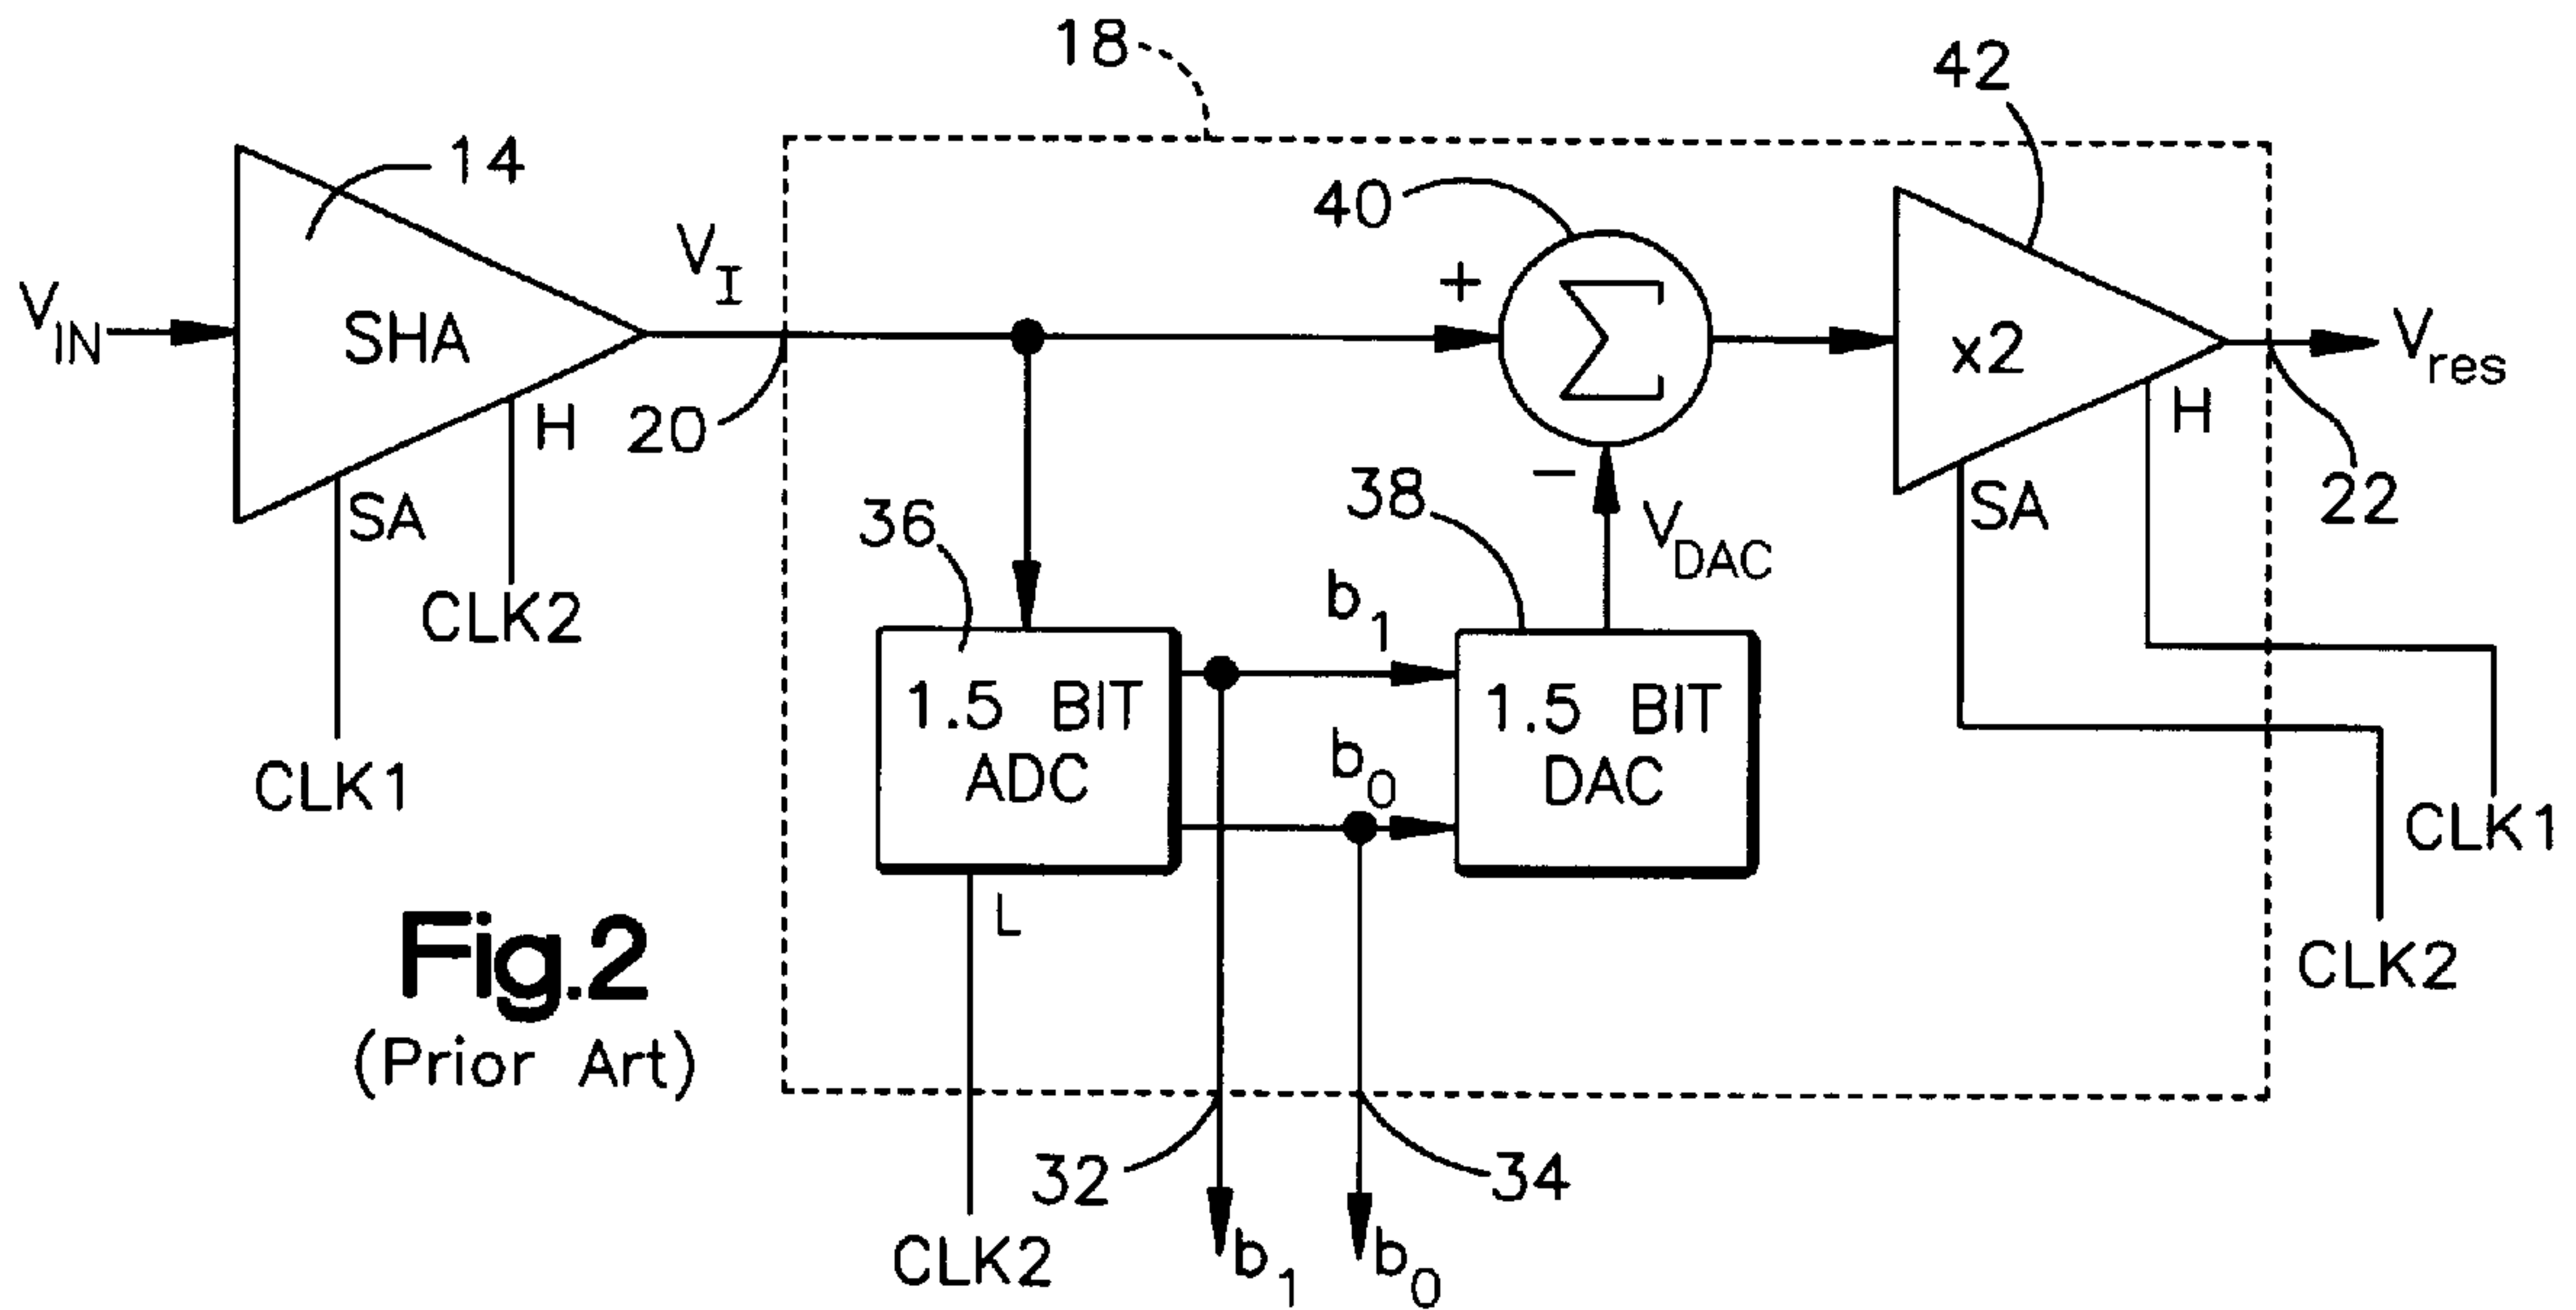 18
42
14
40
+
V_I
V_IN
SHA
Σ
x2
V_res
20
H
H
−
22
SA
SA
36
38
V_DAC
CLK2
b_1
1.5 BIT
ADC
1.5 BIT
DAC
b_0
CLK1
CLK1
L
CLK2
Fig.2
(Prior Art)
32
34
CLK2
b_1
b_0